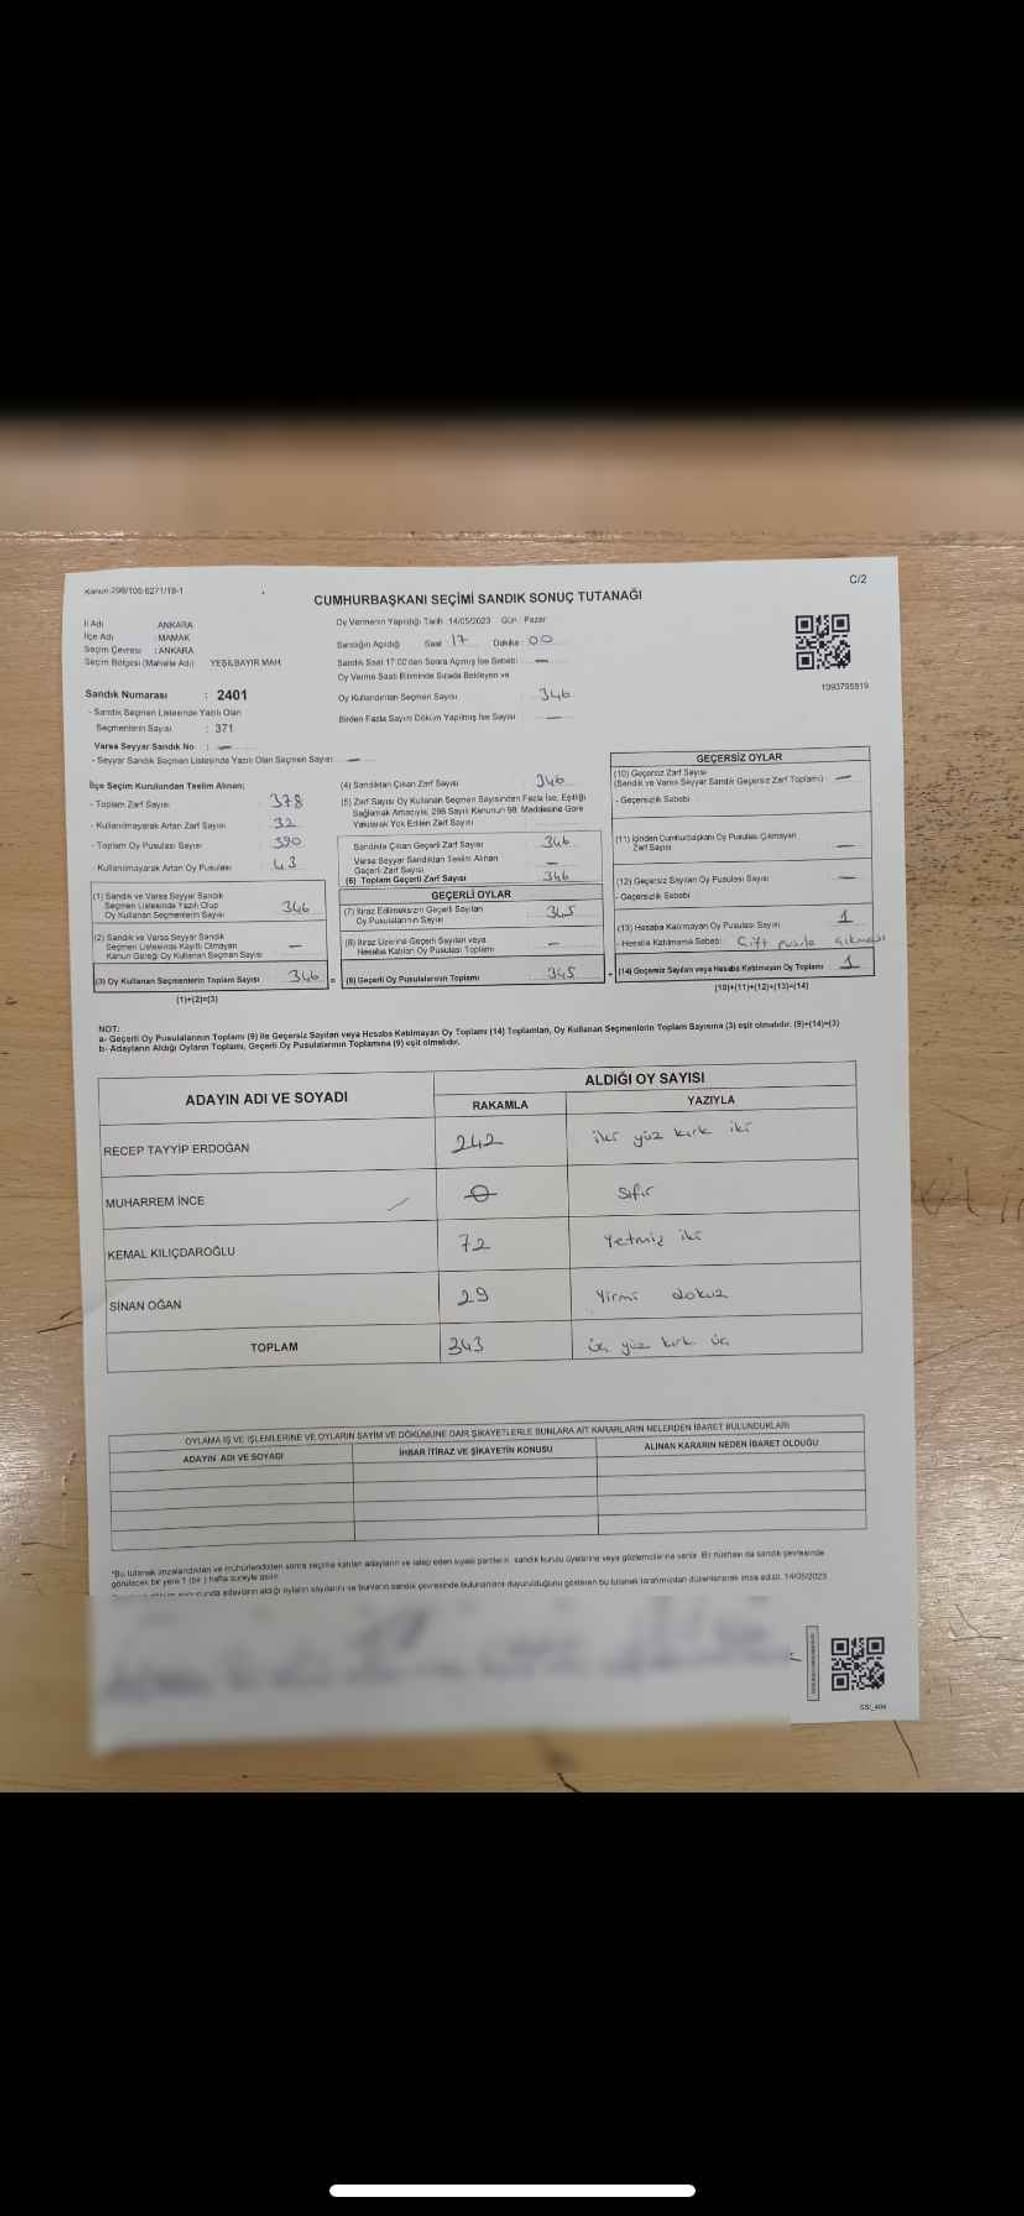 Kanun 298/105-6271/19-1
C/2
CUMHURBAŞKANI SEÇİMİ SANDIK SONUÇ TUTANAĞI
İl Adı ANKARA
İlçe Adı : MAMAK
Seçim Çevresi : ANKARA
Seçim Bölgesi (Mahalle Adı) YEŞİLBAYIR MAH.
Sandık Numarası : 2401
- Sandık Seçmen Listesinde Yazılı Olan
Seçmenlerin Sayısı : 371
Varsa Seyyar Sandık No : —
- Seyyar Sandık Seçmen Listesinde Yazılı Olan Seçmen Sayısı —
Oy Vermenin Yapıldığı Tarih 14/05/2023 Gün : Pazar
Sandığın Açıldığı Saat 17 Dakika 00
Sandık Saat 17.00'den Sonra Açılmış İse Sebebi —
Oy Verme Saati Bitiminde Sırada Bekleyen ve
Oy Kullandırılan Seçmen Sayısı 346
Birden Fazla Sayım Döküm Yapılmış İse Sayısı —
1093795819
İlçe Seçim Kurulundan Teslim Alınan;
- Toplam Zarf Sayısı 378
- Kullanılmayarak Artan Zarf Sayısı 32
- Toplam Oy Pusulası Sayısı 390
- Kullanılmayarak Artan Oy Pusulası 43
(1) Sandık ve Varsa Seyyar Sandık
Seçmen Listesinde Yazılı Olup
Oy Kullanan Seçmenlerin Sayısı 346
(2) Sandık ve Varsa Seyyar Sandık
Seçmen Listesinde Kayıtlı Olmayan
Kanun Gereği Oy Kullanan Seçmen Sayısı —
(3) Oy Kullanan Seçmenlerin Toplam Sayısı 346 =
(1)+(2)=(3)
(4) Sandıktan Çıkan Zarf Sayısı 346
(5) Zarf Sayısı Oy Kullanan Seçmen Sayısından Fazla İse, Eşitliği
Sağlamak Amacıyla, 298 Sayılı Kanunun 98. Maddesine Göre
Yakılarak Yok Edilen Zarf Sayısı
Sandıkta Çıkan Geçerli Zarf Sayısı 346
Varsa Seyyar Sandıktan Teslim Alınan
Geçerli Zarf Sayısı —
(6) Toplam Geçerli Zarf Sayısı 346
GEÇERLİ OYLAR
(7) İtiraz Edilmeksizin Geçerli Sayılan
Oy Pusulalarının Sayısı 345
(8) İtiraz Üzerine Geçerli Sayılan veya
Hesaba Katılan Oy Pusulası Toplamı —
(9) Geçerli Oy Pusulalarının Toplamı 345 +
GEÇERSİZ OYLAR
(10) Geçersiz Zarf Sayısı
(Sandık ve Varsa Seyyar Sandık Geçersiz Zarf Toplamı) —
- Geçersizlik Sebebi
(11) İçinden Cumhurbaşkanı Oy Pusulası Çıkmayan
Zarf Sayısı —
(12) Geçersiz Sayılan Oy Pusulası Sayısı —
- Geçersizlik Sebebi
(13) Hesaba Katılmayan Oy Pusulası Sayısı 1
- Hesaba Katılmama Sebebi Çift pusula çıkması
(14) Geçersiz Sayılan veya Hesaba Katılmayan Oy Toplamı 1
(10)+(11)+(12)+(13)=(14)
NOT:
a- Geçerli Oy Pusulalarının Toplamı (9) ile Geçersiz Sayılan veya Hesaba Katılmayan Oy Toplamı (14) Toplamları, Oy Kullanan Seçmenlerin Toplam Sayısına (3) eşit olmalıdır. (9)+(14)=(3)
b- Adayların Aldığı Oyların Toplamı, Geçerli Oy Pusulalarının Toplamına (9) eşit olmalıdır.
ADAYIN ADI VE SOYADI
ALDIĞI OY SAYISI
RAKAMLA YAZIYLA
RECEP TAYYİP ERDOĞAN 242 iki yüz kırk iki
MUHARREM İNCE 0 sıfır
KEMAL KILIÇDAROĞLU 72 Yetmiş iki
SİNAN OĞAN 29 Yirmi dokuz
TOPLAM 343 üç yüz kırk üç
OYLAMA İŞ VE İŞLEMLERİNE VE OYLARIN SAYIM VE DÖKÜMÜNE DAİR ŞİKAYETLERLE BUNLARA AİT KARARLARIN NELERDEN İBARET BULUNDUKLARI
ADAYIN ADI VE SOYADI İHBAR İTİRAZ VE ŞİKAYETİN KONUSU ALINAN KARARIN NEDEN İBARET OLDUĞU
*Bu tutanak imzalandıktan ve mühürlendikten sonra seçime katılan adayların ve talep eden siyasi partilerin sandık kurulu üyelerine veya gözlemcilerine verilir. Bir nüshası da sandık çevresinde
görülecek bir yere 1 (bir) hafta süreyle asılır.
adayların aldığı oyların sayılarını ve bunların sandık çevresinde bulunanlara duyurulduğunu gösteren bu tutanak tarafımızdan düzenlenerek imza edildi. 14/05/2023